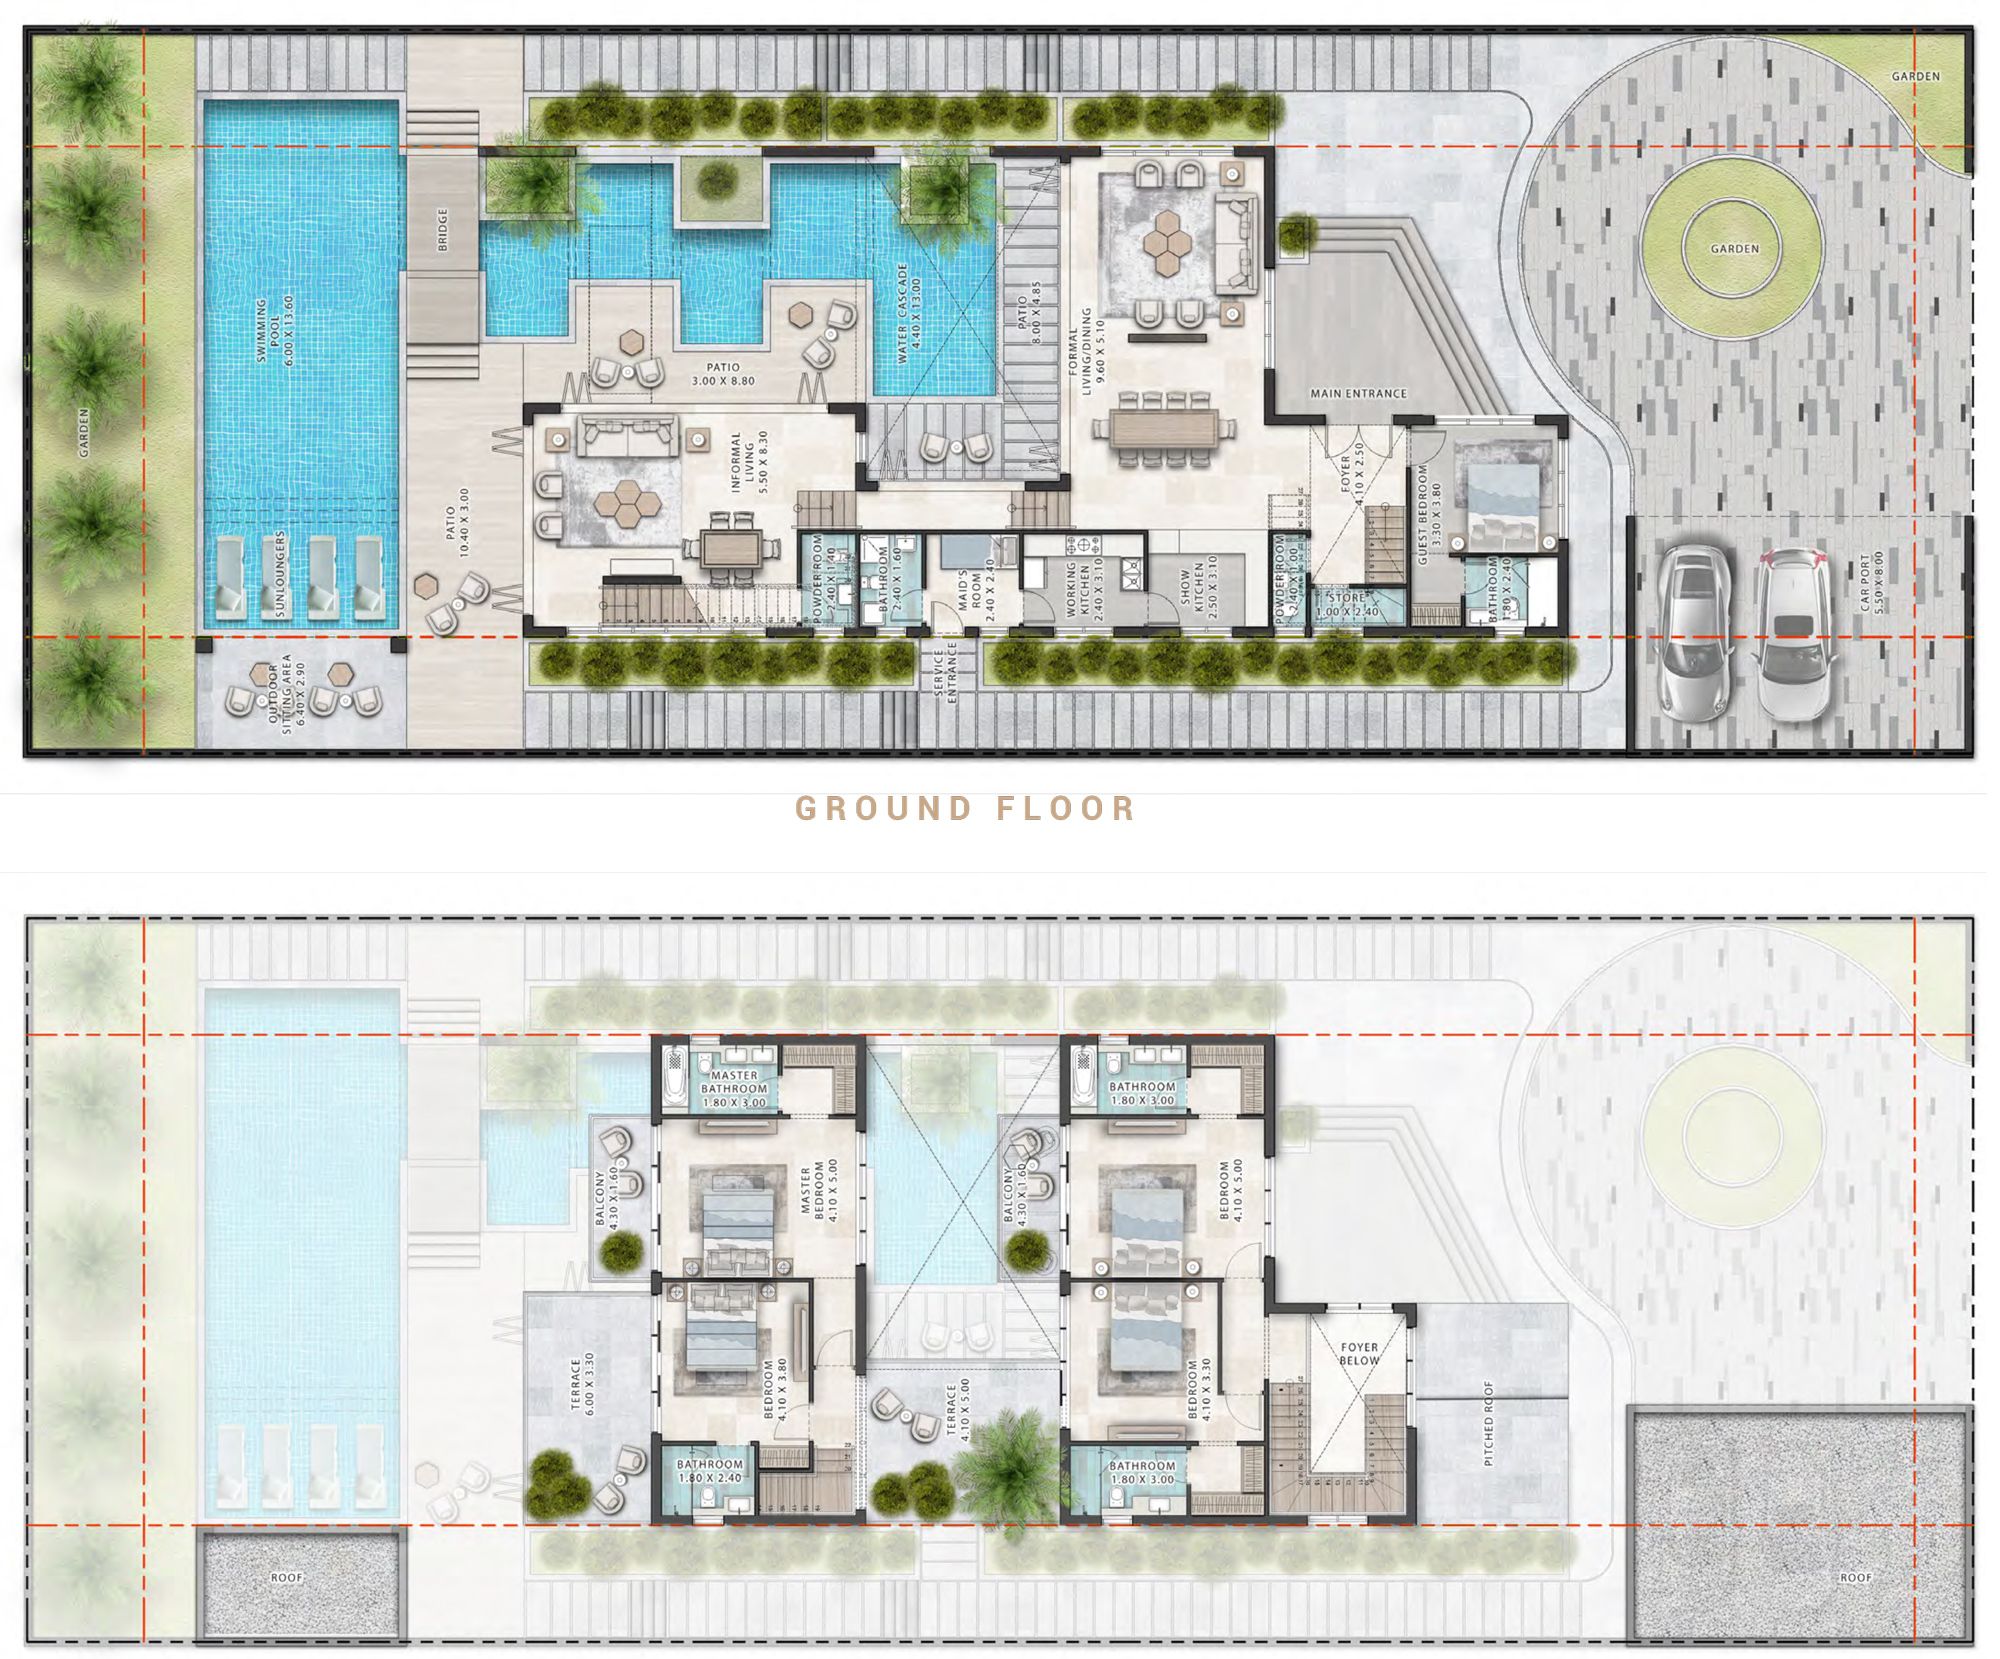 GARDEN
GARDEN
GARDEN
SWIMMING
POOL
6.00 X 13.60
BRIDGE
WATER CASCADE
4.40 X 13.00
PATIO
8.00 X 4.85
FORMAL
LIVING/DINING
9.60 X 5.10
PATIO
3.00 X 8.80
MAIN ENTRANCE
GARDEN
INFORMAL
LIVING
5.50 X 8.30
FOYER
4.10 X 2.50
GUEST BEDROOM
3.30 X 3.80
PATIO
10.40 X 3.00
SUNLOUNGERS
POWDER ROOM
2.40 X 1.40
BATHROOM
2.40 X 1.60
MAID'S
ROOM
2.40 X 2.40
WORKING
KITCHEN
2.40 X 3.10
SHOW
KITCHEN
2.50 X 3.10
POWDER ROOM
2.40 X 1.00
STORE
1.00 X 2.40
BATHROOM
1.80 X 2.40
CAR PORT
5.50 X 8.00
OUTDOOR
SITTING AREA
6.40 X 2.90
SERVICE
ENTRANCE
GROUND FLOOR
MASTER
BATHROOM
1.80 X 3.00
BATHROOM
1.80 X 3.00
BALCONY
4.30 X 1.60
MASTER
BEDROOM
4.10 X 5.00
BALCONY
4.30 X 1.60
BEDROOM
4.10 X 5.00
TERRACE
6.00 X 3.30
BEDROOM
4.10 X 3.80
TERRACE
4.10 X 5.00
BEDROOM
4.10 X 3.30
FOYER
BELOW
PITCHED ROOF
BATHROOM
1.80 X 2.40
BATHROOM
1.80 X 3.00
ROOF
ROOF